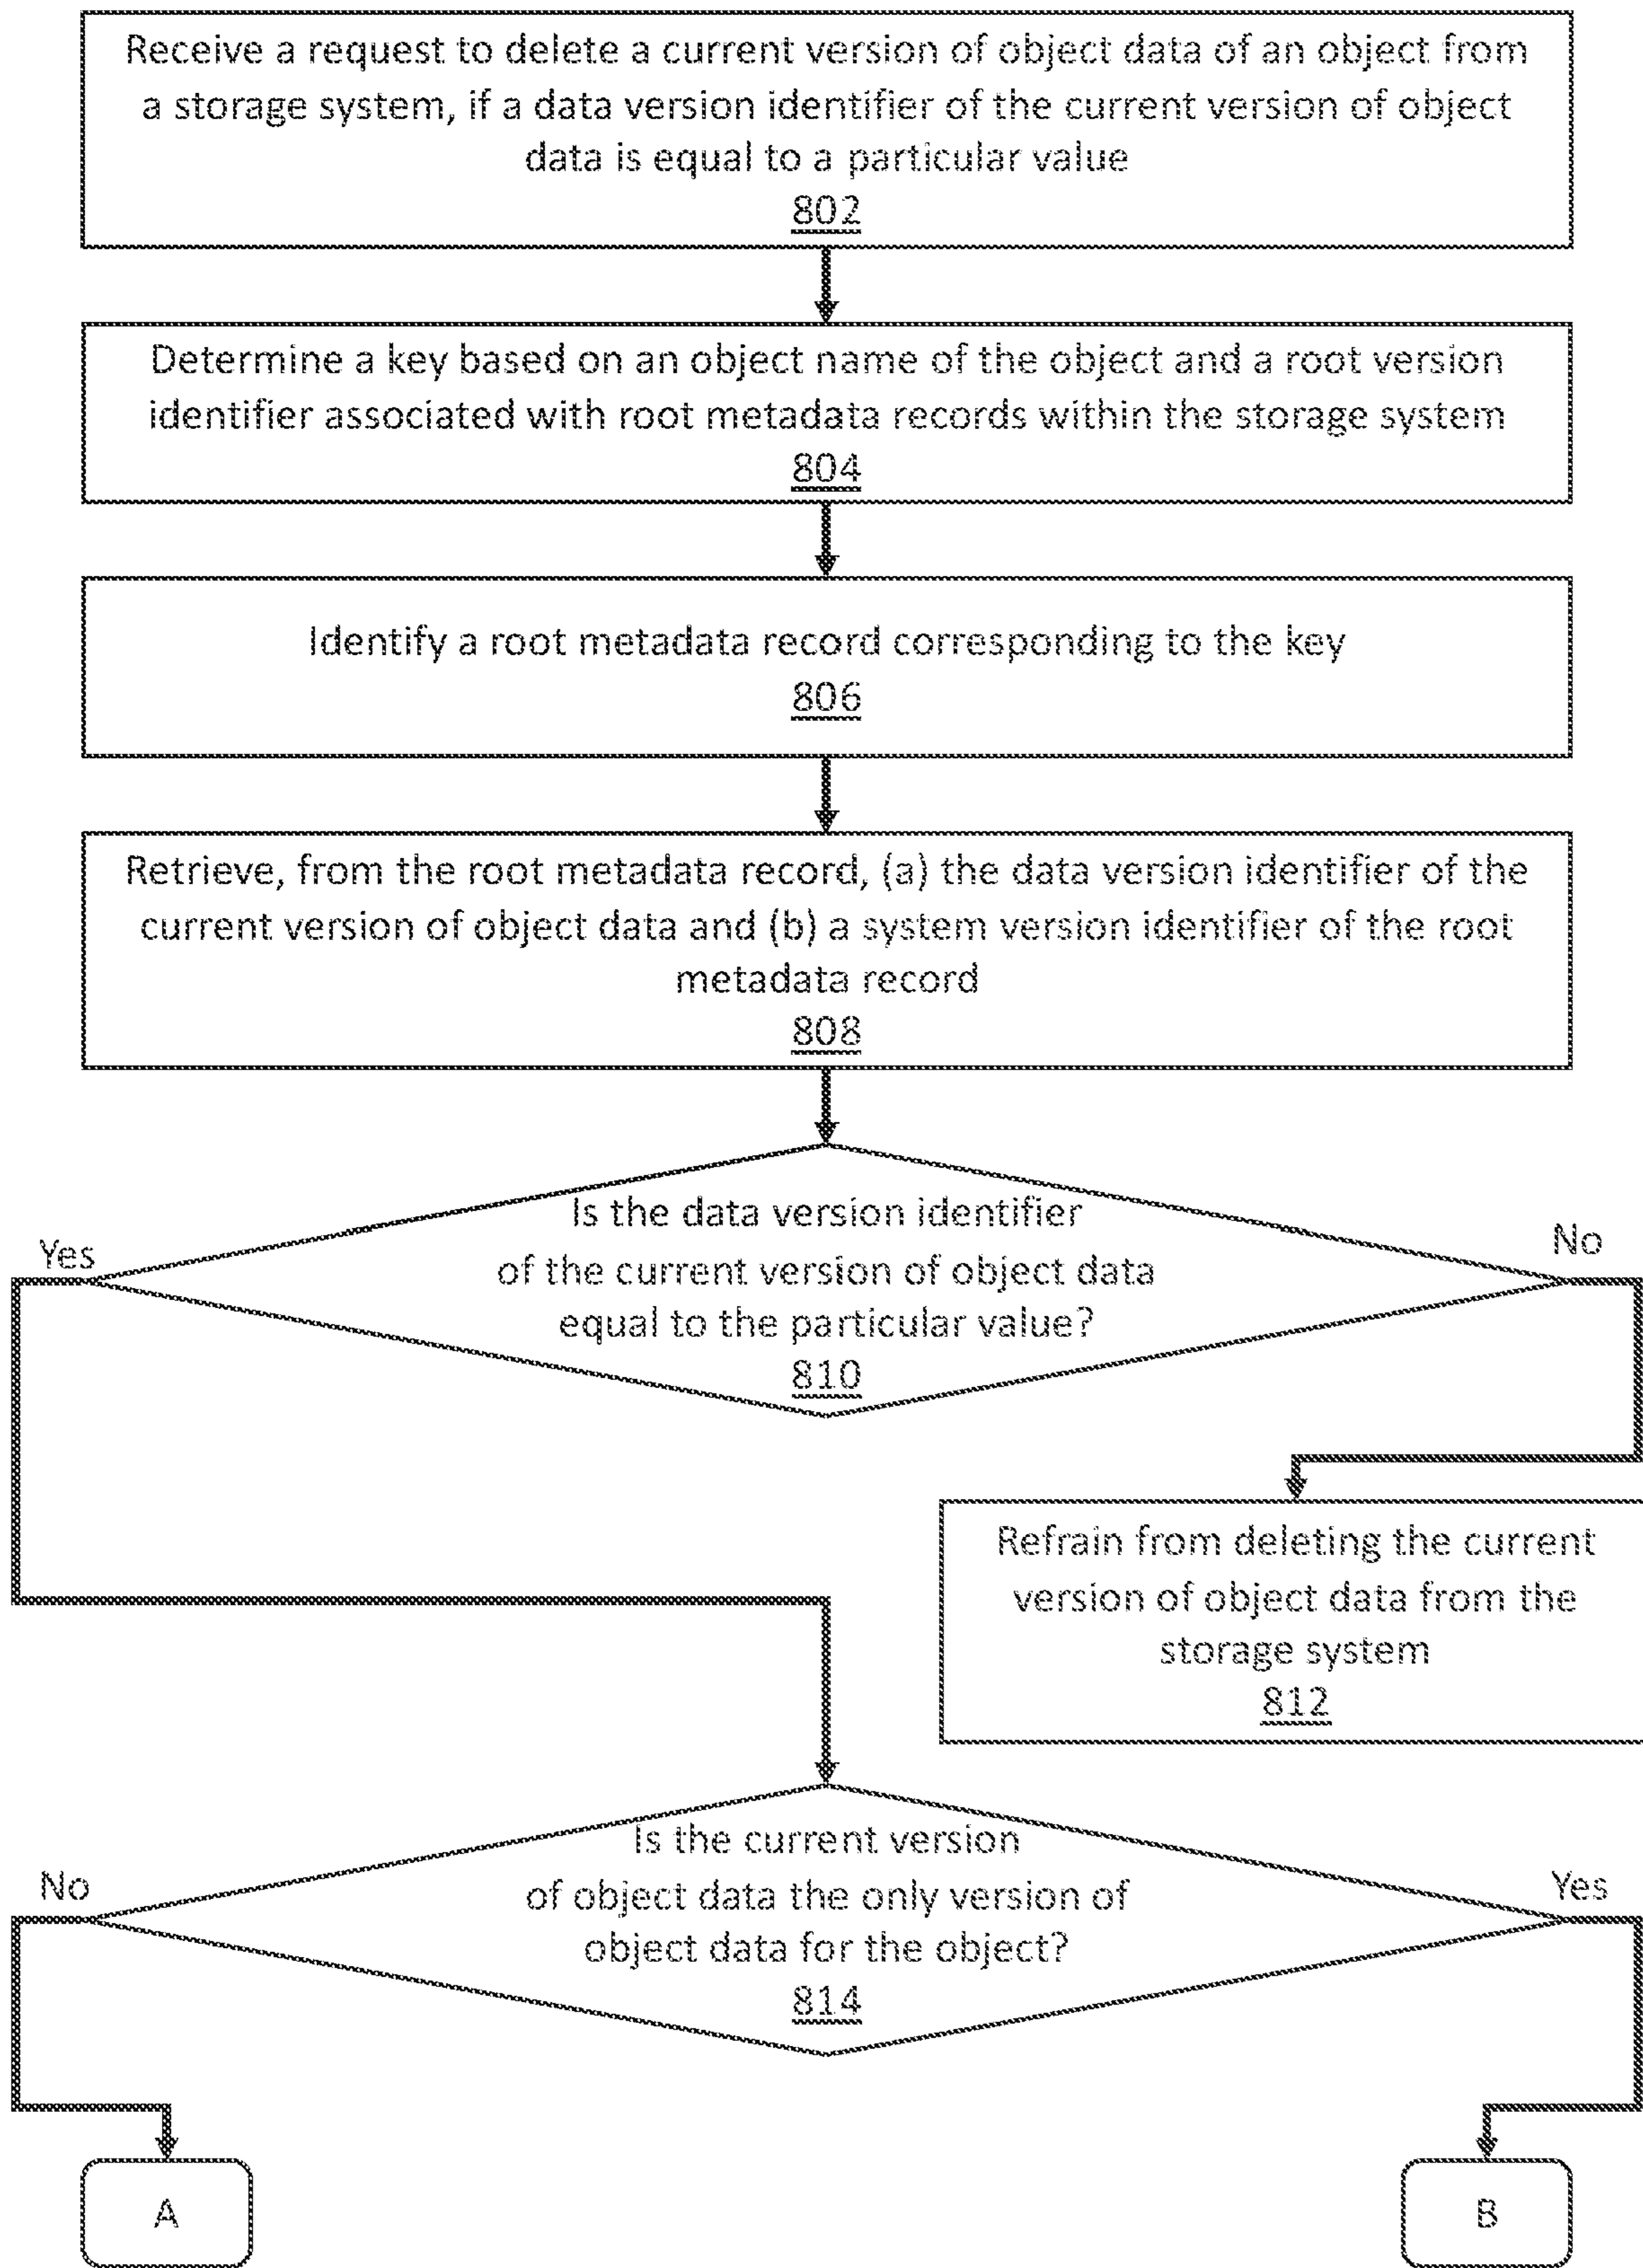 Receive a request to delete a current version of object data of an object from
a storage system, if a data version identifier of the current version of object
data is equal to a particular value
802
Determine a key based on an object name of the object and a root version
identifier associated with root metadata records within the storage system
804
Identify a root metadata record corresponding to the key
806
Retrieve, from the root metadata record, (a) the data version identifier of the
current version of object data and (b) a system version identifier of the root
metadata record
808
Is the data version identifier
of the current version of object data
equal to the particular value?
810
Yes
No
Refrain from deleting the current
version of object data from the
storage system
812
Is the current version
of object data the only version of
object data for the object?
814
No
Yes
A
B